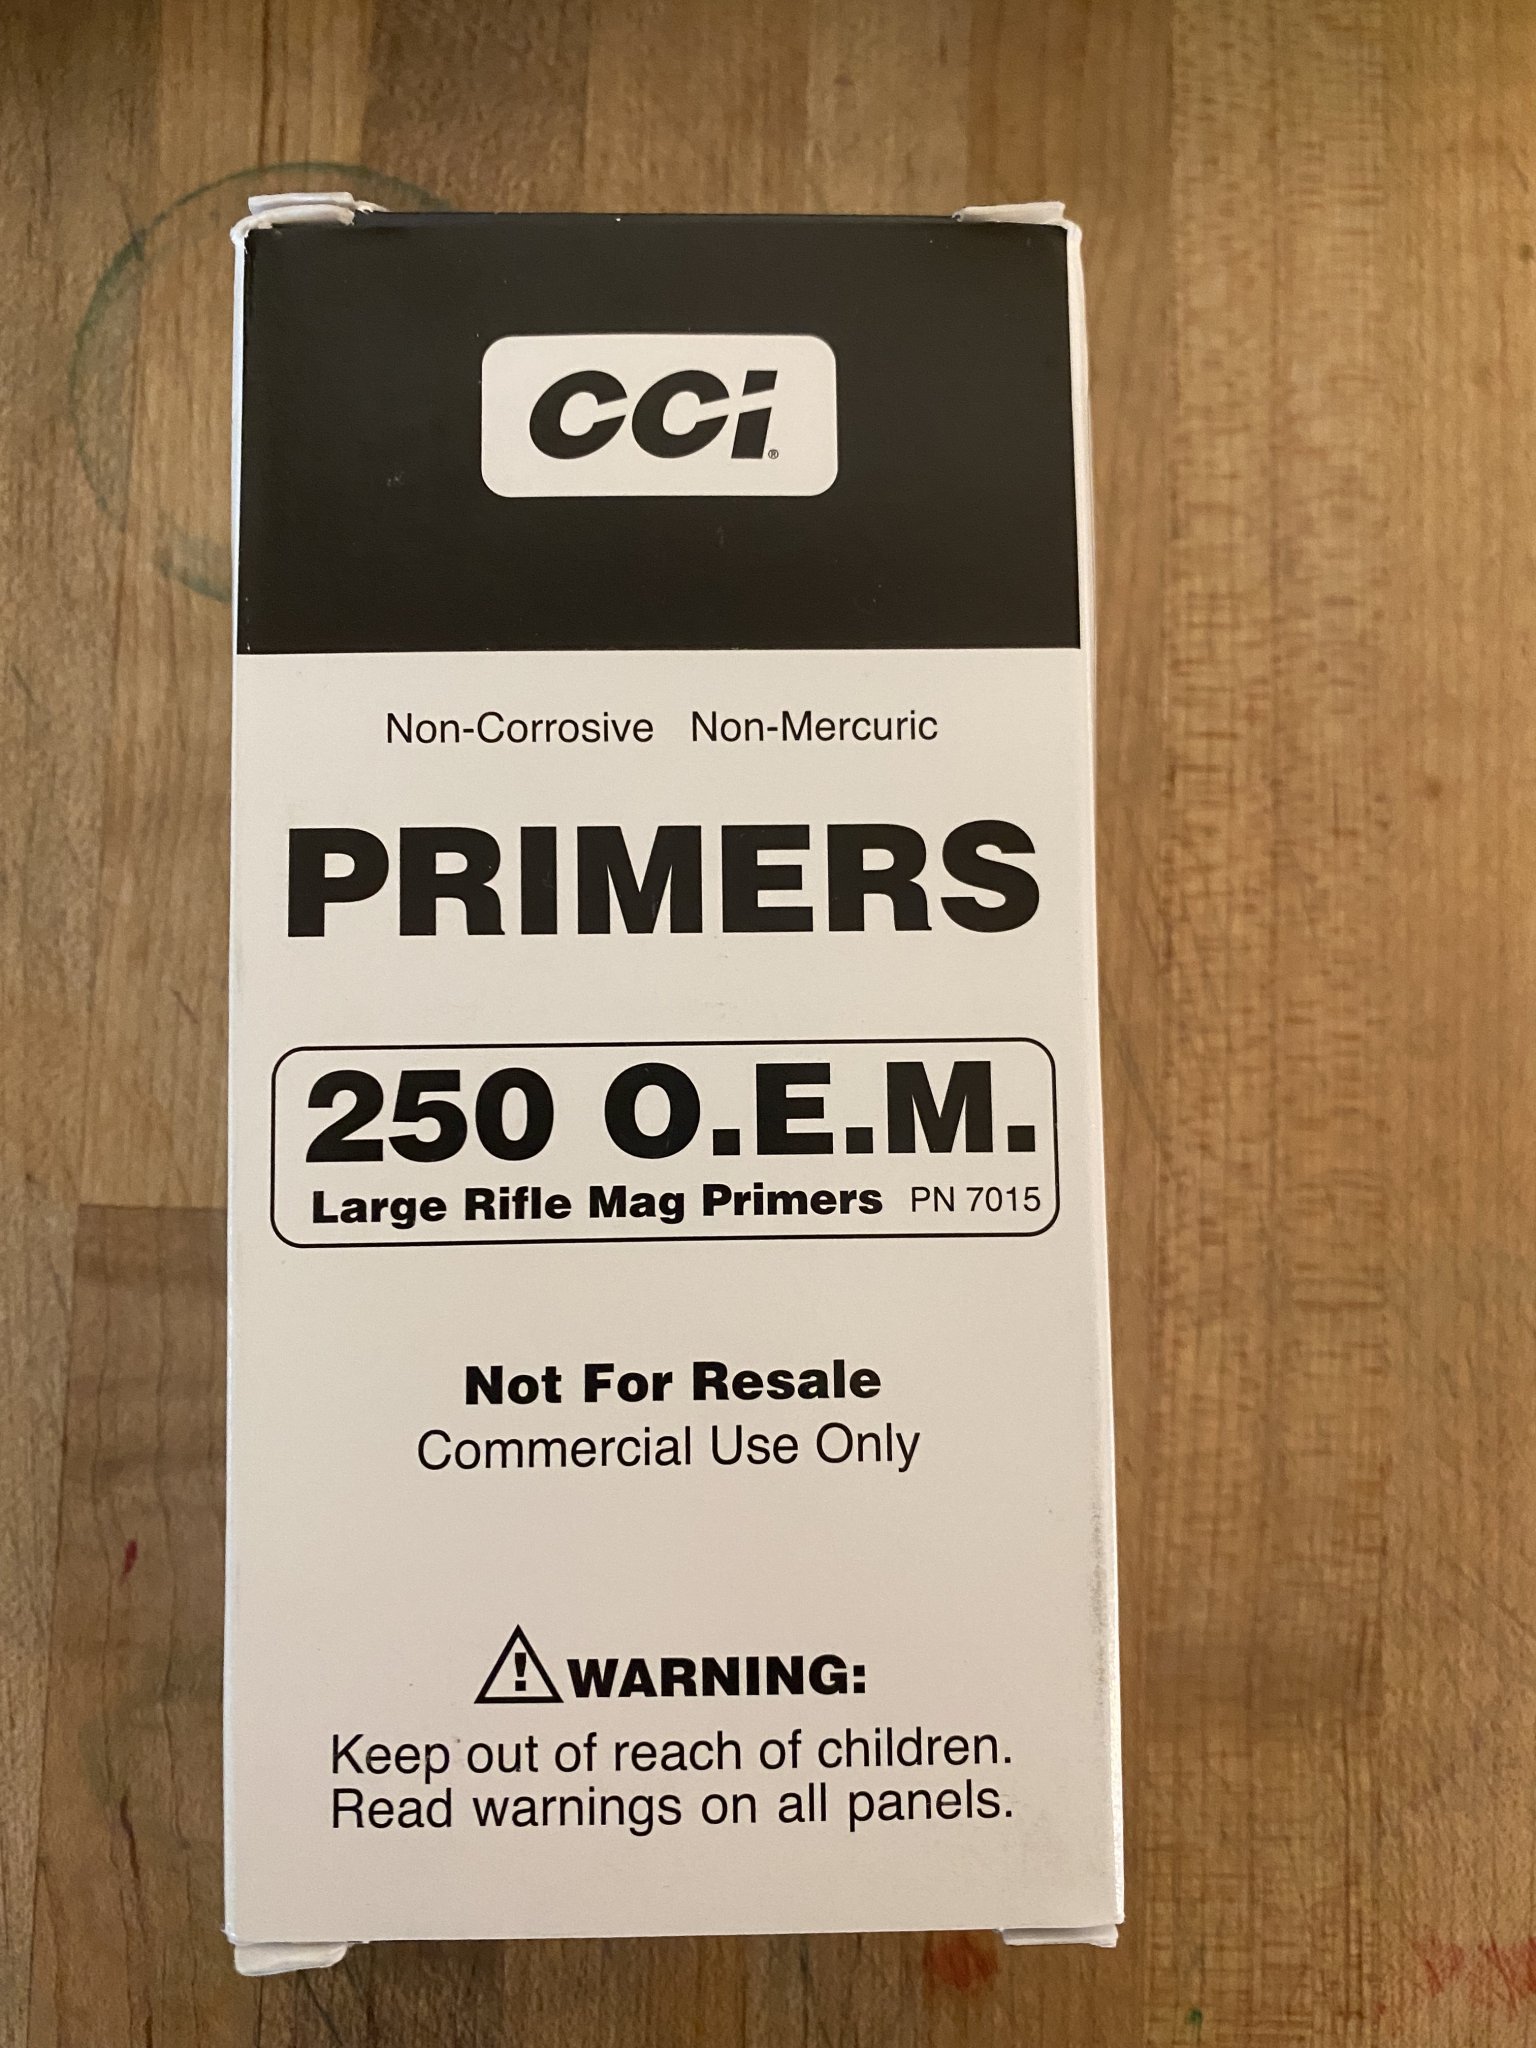 CCI®
Non-Corrosive Non-Mercuric
PRIMERS
250 O.E.M.
Large Rifle Mag Primers PN 7015
Not For Resale
Commercial Use Only
! WARNING:
Keep out of reach of children.
Read warnings on all panels.